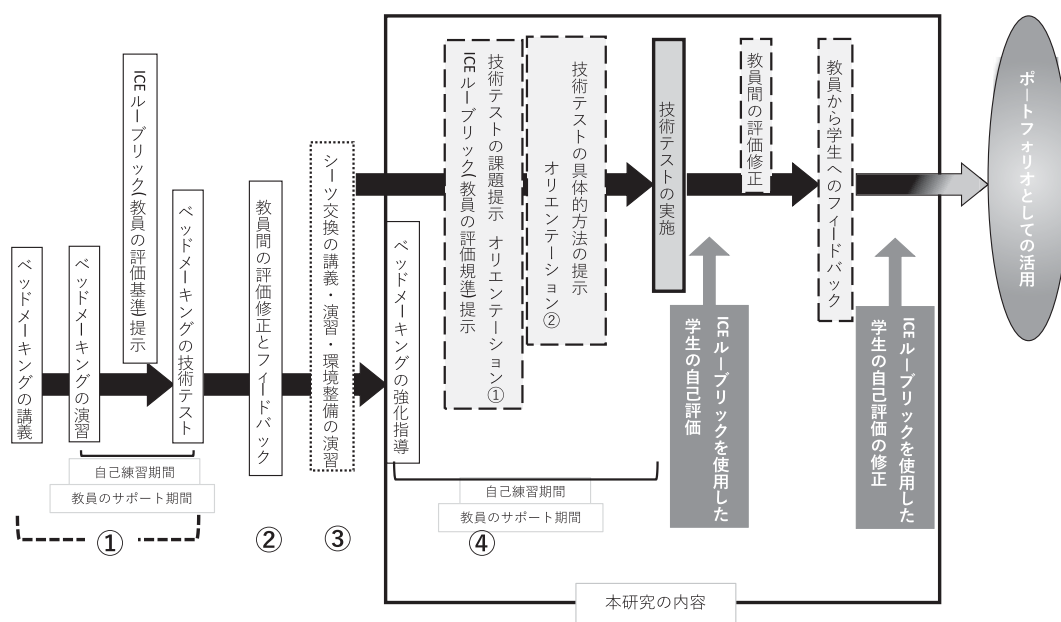 ベッドメーキングの講義
ベッドメーキングの演習
ICEルーブリック(教員の評価基準)提示
ベッドメーキングの技術テスト
教員間の評価修正とフィードバック
シーツ交換の講義・演習・環境整備の演習
ベッドメーキングの強化指導
技術テストの課題提示 オリエンテーション①
ICEルーブリック(教員の評価規準)提示
技術テストの具体的方法の提示
オリエンテーション②
技術テストの実施
教員間の評価修正
教員から学生へのフィードバック
ポートフォリオとしての活用
ICEルーブリックを使用した
学生の自己評価
ICEルーブリックを使用した
学生の自己評価の修正
自己練習期間
教員のサポート期間
自己練習期間
教員のサポート期間
①
②
③
④
本研究の内容